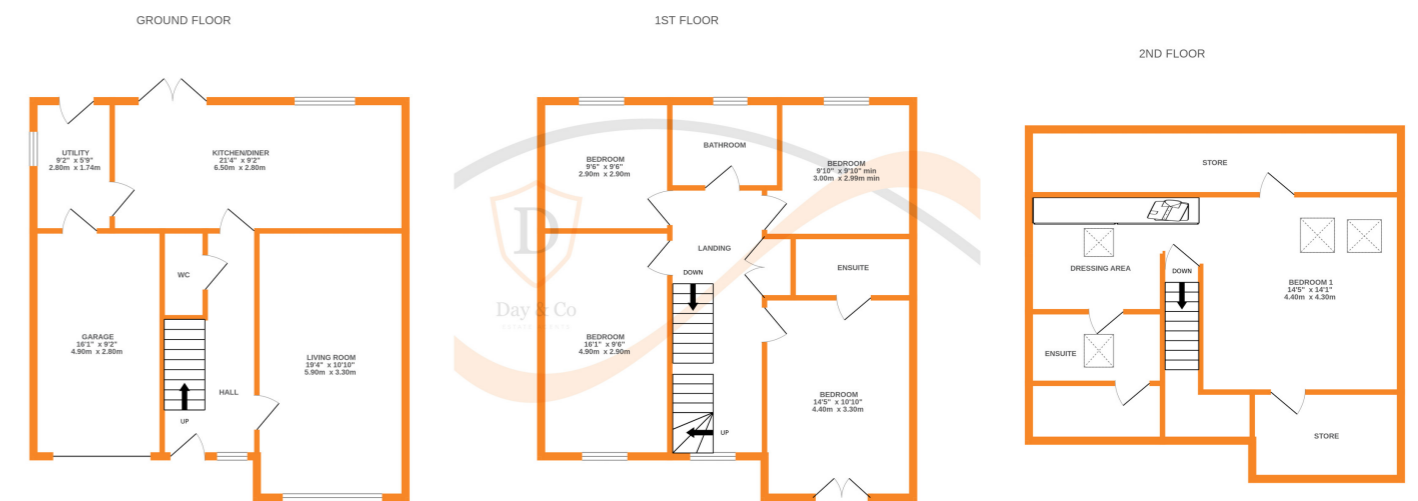 GROUND FLOOR
UTILITY
9'2" x 5'9"
2.80m x 1.74m
KITCHEN/DINER
21'4" x 9'2"
6.50m x 2.80m
WC
GARAGE
16'1" x 9'2"
4.90m x 2.80m
LIVING ROOM
19'4" x 10'10"
5.90m x 3.30m
HALL
UP
1ST FLOOR
BEDROOM
9'6" x 9'6"
2.90m x 2.90m
BATHROOM
BEDROOM
9'10" x 9'10" min
3.00m x 2.99m min
LANDING
DOWN
ENSUITE
D
Day & Co
ESTATE AGENTS
BEDROOM
16'1" x 9'6"
4.90m x 2.90m
BEDROOM
14'5" x 10'10"
4.40m x 3.30m
UP
2ND FLOOR
STORE
DRESSING AREA
DOWN
BEDROOM 1
14'5" x 14'1"
4.40m x 4.30m
ENSUITE
STORE